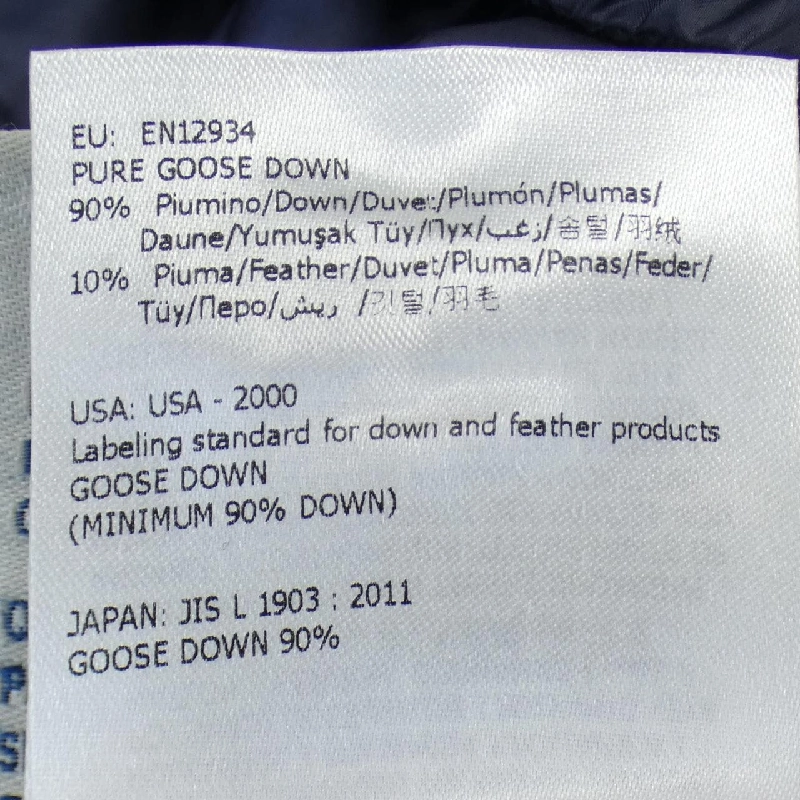 EU: EN12934
PURE GOOSE DOWN
90% Piumino/Down/Duvet/Plumón/Plumas/
Daune/Yumuşak Tüy/Пух/زغب/솜털/羽绒
10% Piuma/Feather/Duvet/Pluma/Penas/Feder/
Tüy/Перо/ريش /깃털/羽毛
USA: USA - 2000
Labeling standard for down and feather products
GOOSE DOWN
(MINIMUM 90% DOWN)
JAPAN: JIS L 1903 : 2011
GOOSE DOWN 90%